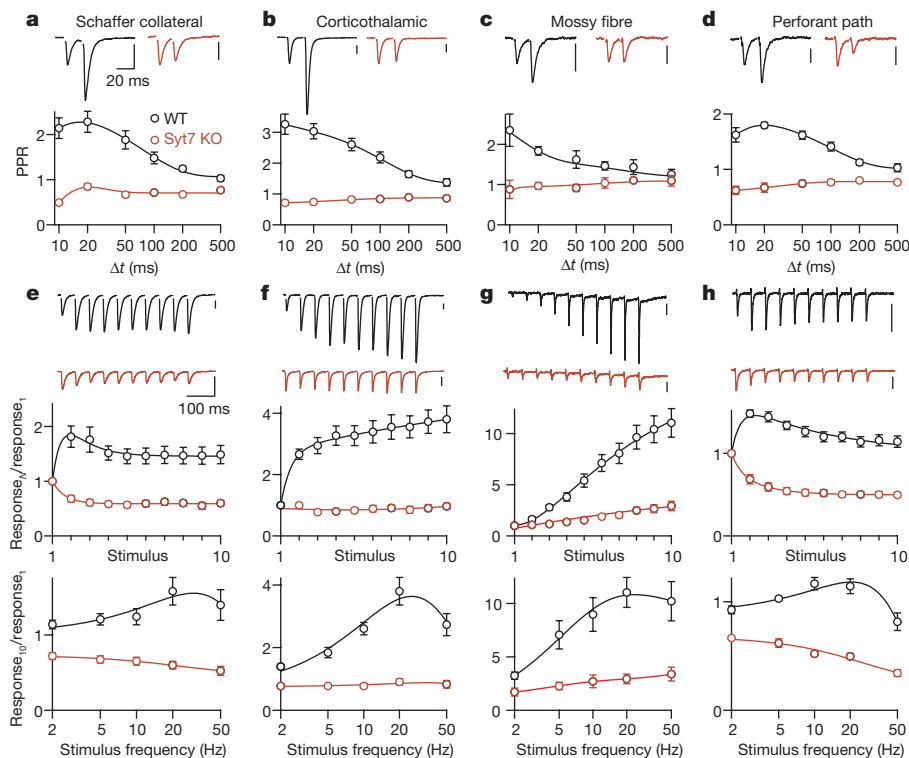 a Schaffer collateral
b Corticothalamic
c Mossy fibre
d Perforant path
20 ms
WT
Syt7 KO
PPR
2
1
0
10 20 50 100 200 500
Δt (ms)
3
2
1
0
10 20 50 100 200 500
Δt (ms)
2
1
0
10 20 50 100 200 500
Δt (ms)
2
1
0
10 20 50 100 200 500
Δt (ms)
e
f
g
h
100 ms
Response_N/response_1
2
1
0
1 10
Stimulus
4
2
0
1 10
Stimulus
10
5
0
1 10
Stimulus
1
0
1 10
Stimulus
Response_10/response_1
1
0
2 5 10 20 50
Stimulus frequency (Hz)
4
2
0
2 5 10 20 50
Stimulus frequency (Hz)
10
5
0
2 5 10 20 50
Stimulus frequency (Hz)
1
0
2 5 10 20 50
Stimulus frequency (Hz)